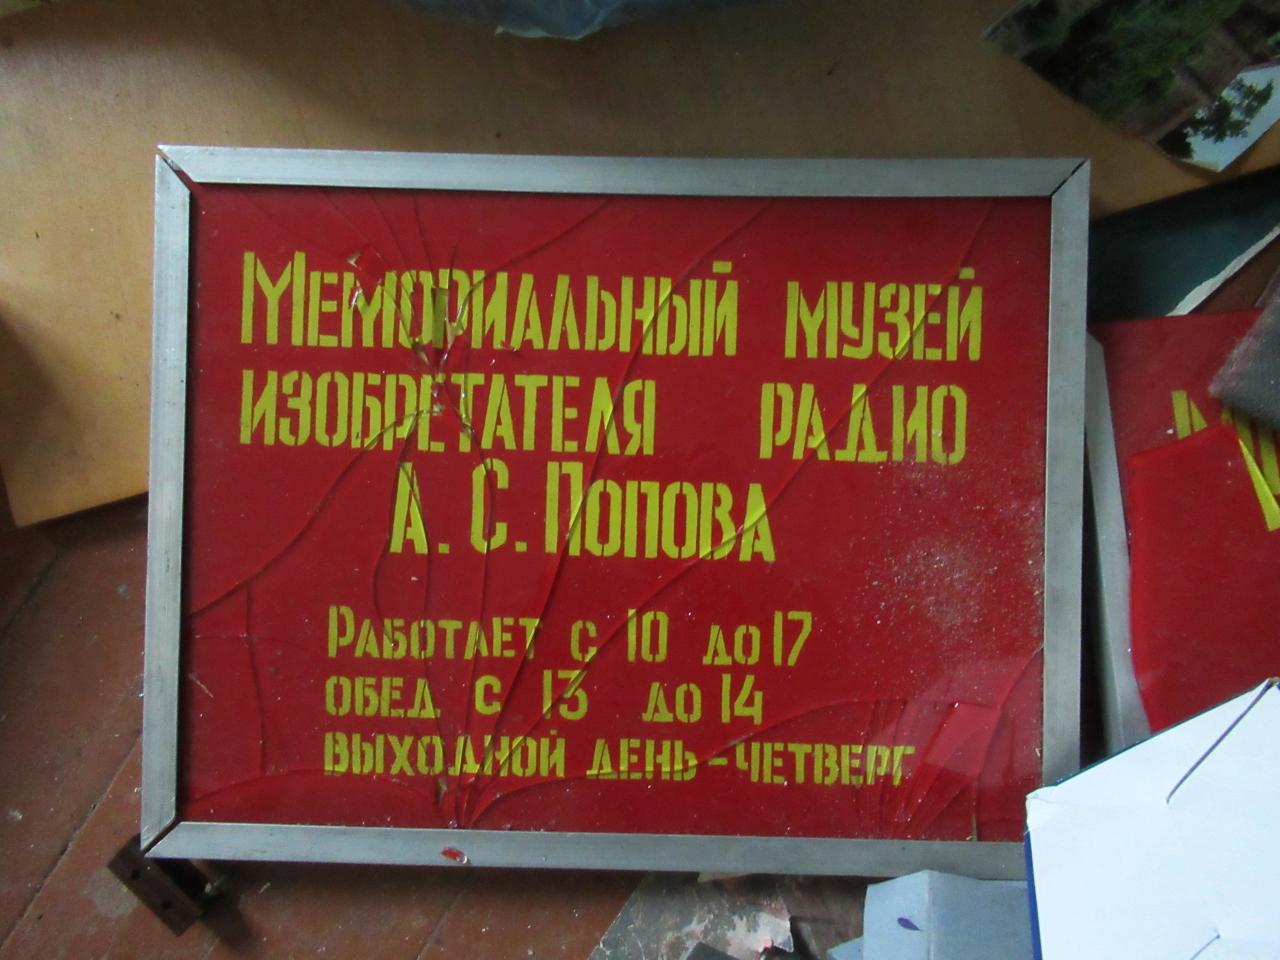 Мемориальный музей
изобретателя радио
А. С. Попова
Работает с 10 до 17
обед с 13 до 14
выходной день - четверг